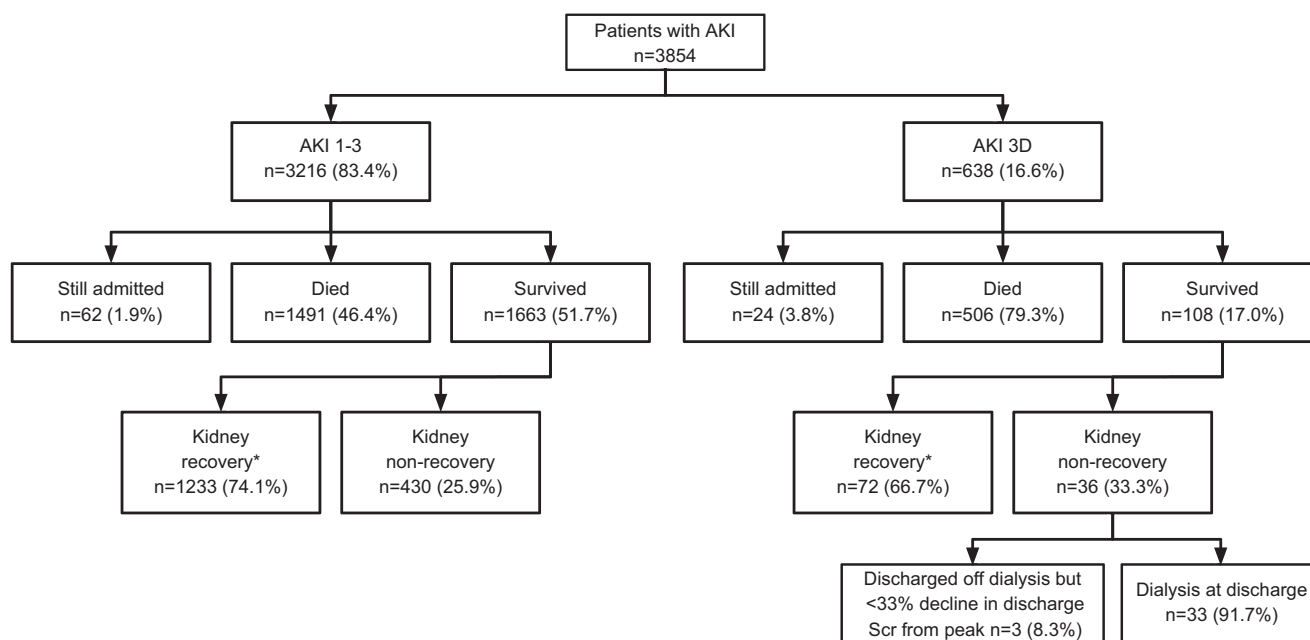 Patients with AKI
n=3854
AKI 1-3
n=3216 (83.4%)
AKI 3D
n=638 (16.6%)
Still admitted
n=62 (1.9%)
Died
n=1491 (46.4%)
Survived
n=1663 (51.7%)
Still admitted
n=24 (3.8%)
Died
n=506 (79.3%)
Survived
n=108 (17.0%)
Kidney
recovery*
n=1233 (74.1%)
Kidney
non-recovery
n=430 (25.9%)
Kidney
recovery*
n=72 (66.7%)
Kidney
non-recovery
n=36 (33.3%)
Discharged off dialysis but
<33% decline in discharge
Scr from peak n=3 (8.3%)
Dialysis at discharge
n=33 (91.7%)